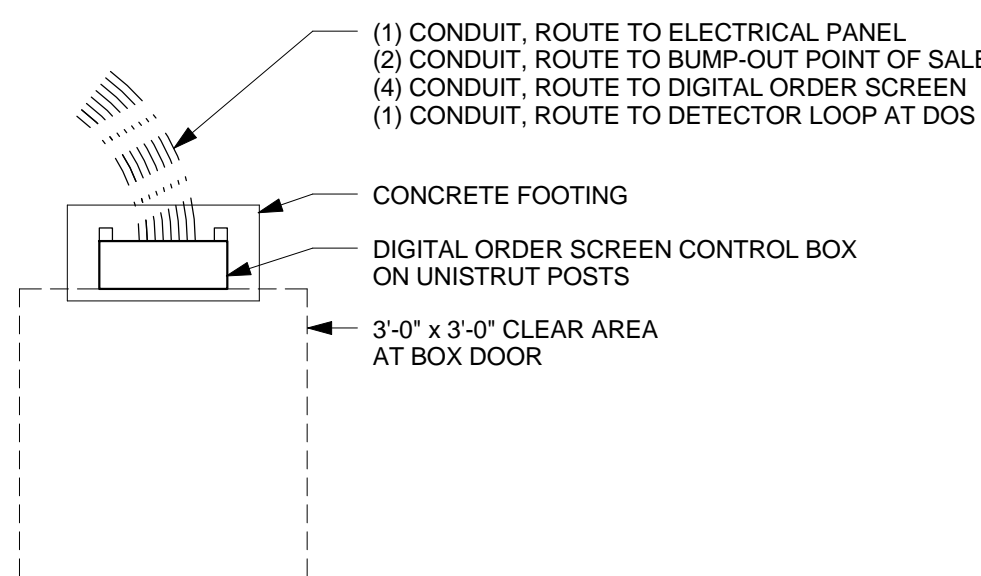 (1) CONDUIT, ROUTE TO ELECTRICAL PANEL
(2) CONDUIT, ROUTE TO BUMP-OUT POINT OF SALE
(4) CONDUIT, ROUTE TO DIGITAL ORDER SCREEN
(1) CONDUIT, ROUTE TO DETECTOR LOOP AT DOS
CONCRETE FOOTING
DIGITAL ORDER SCREEN CONTROL BOX
ON UNISTRUT POSTS
3'-0" x 3'-0" CLEAR AREA
AT BOX DOOR